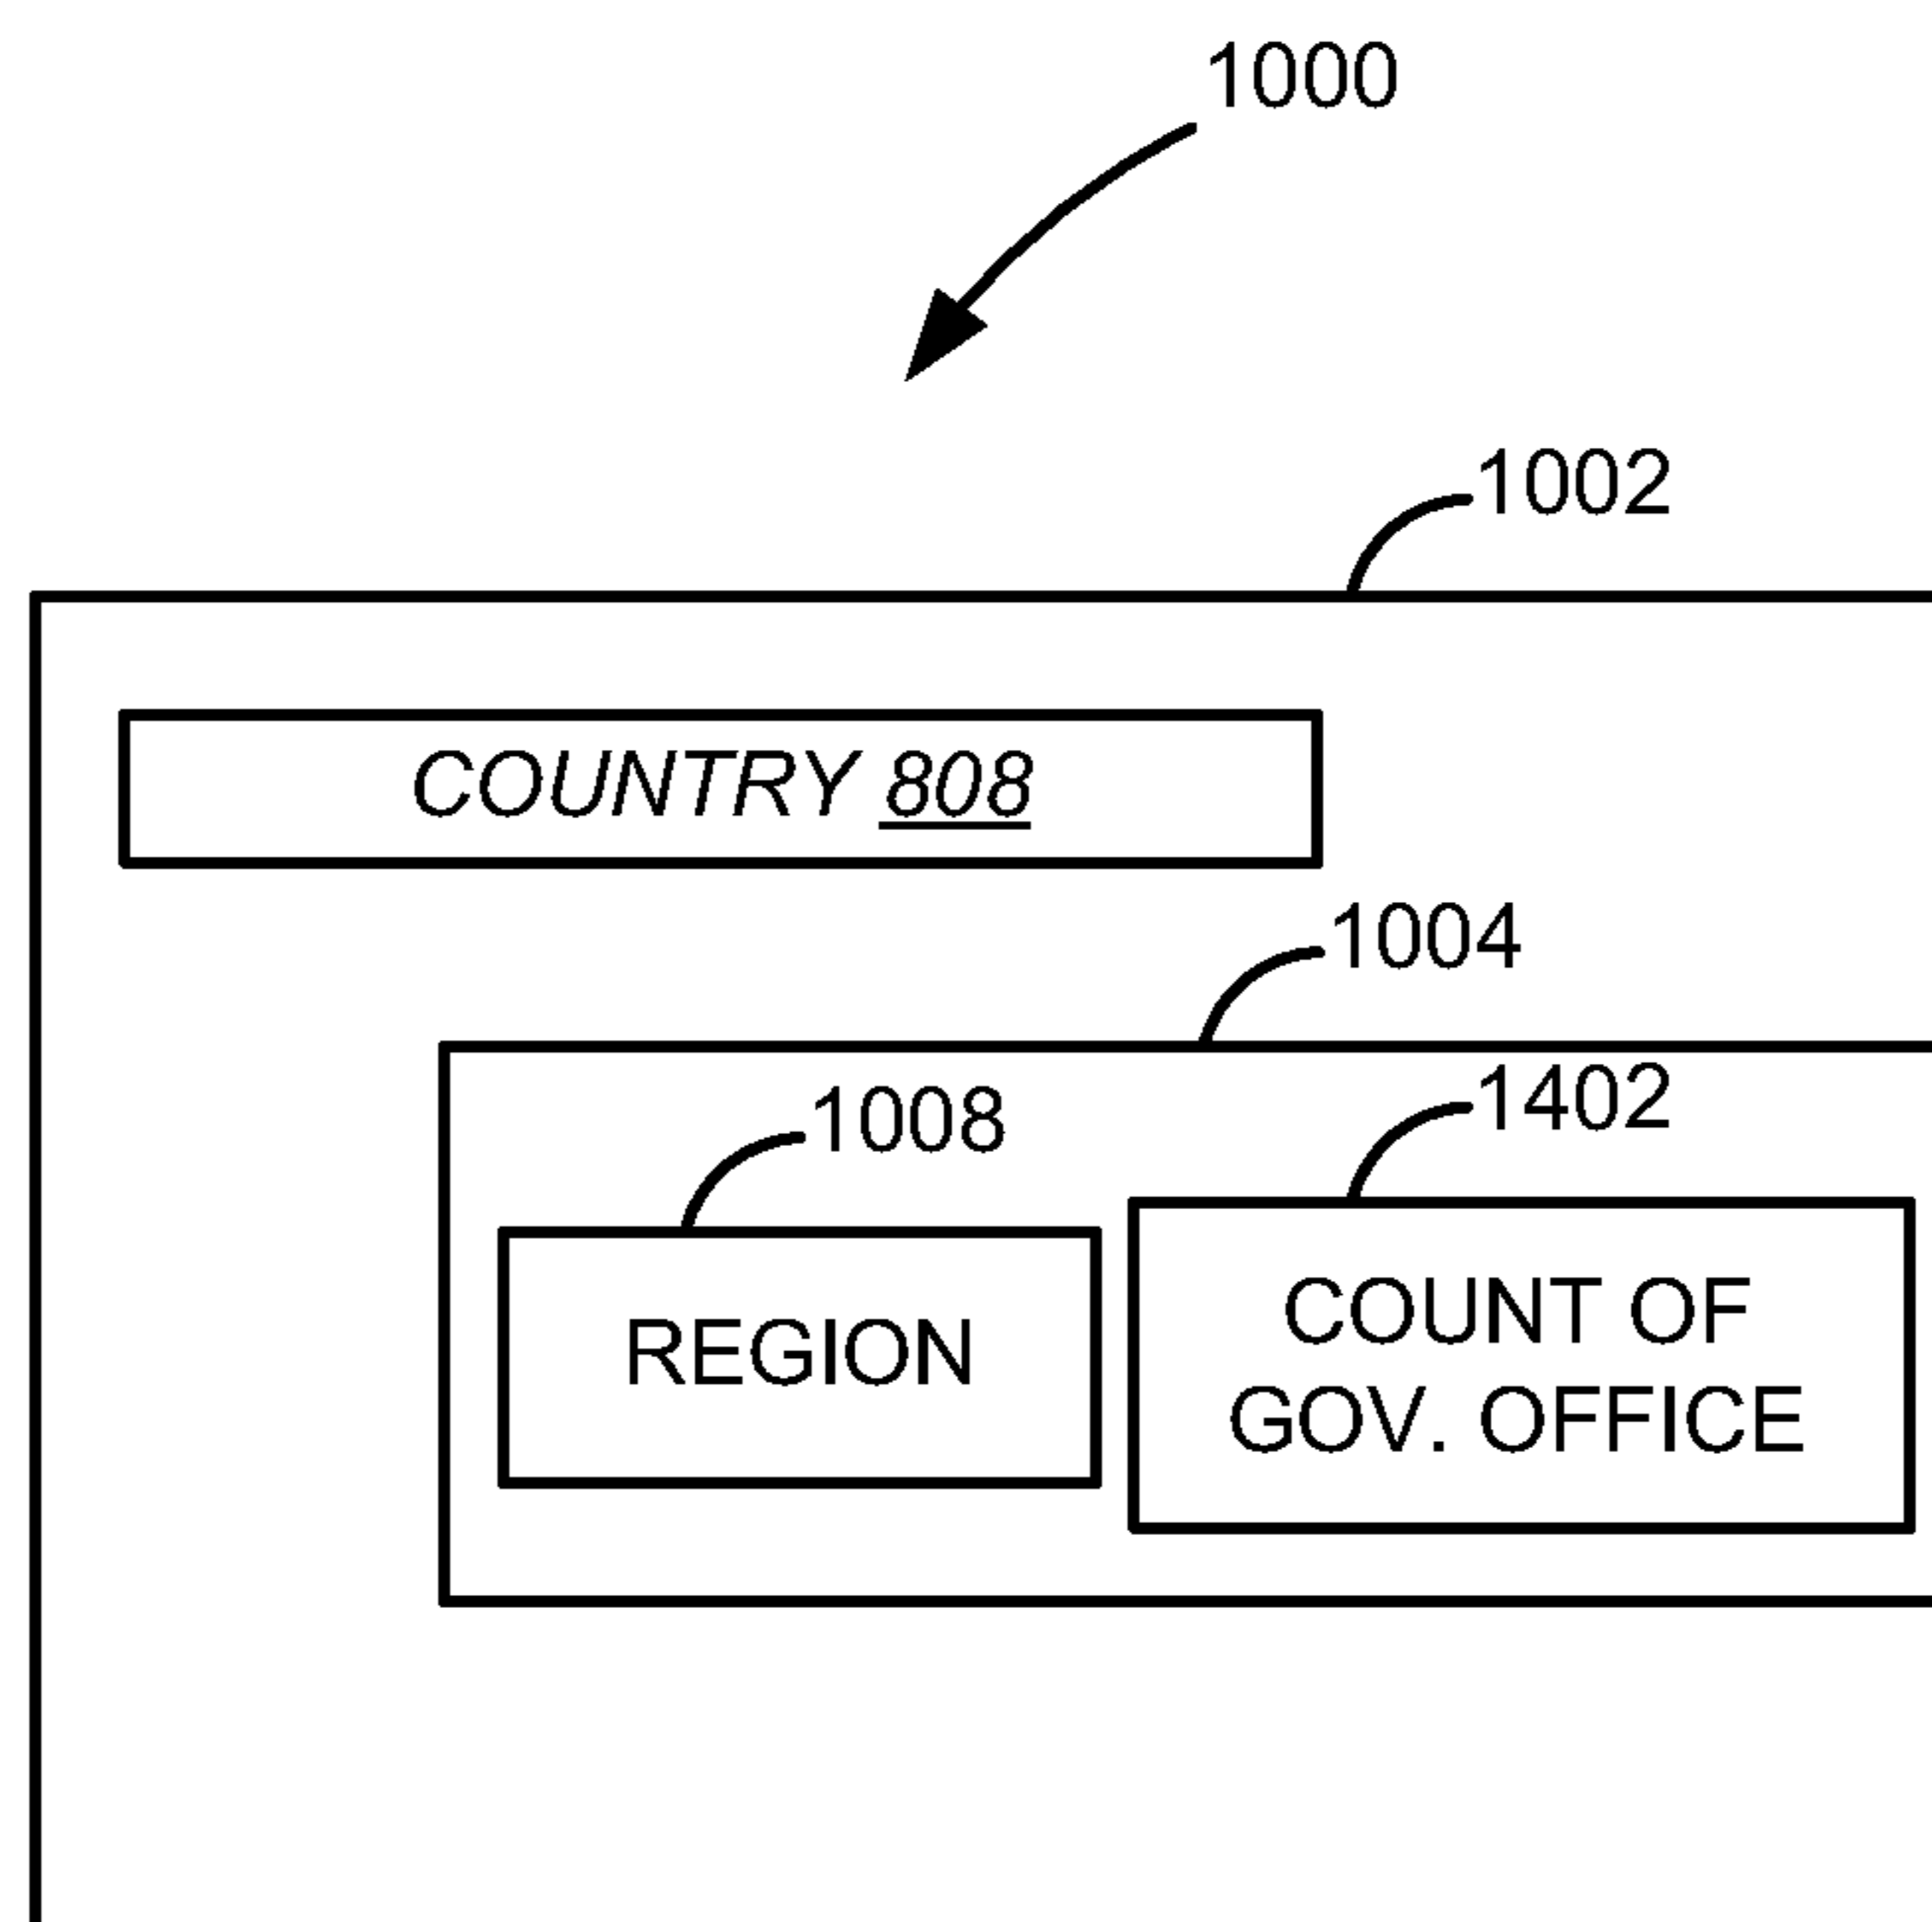 1000
1002
COUNTRY 808
1004
1008
1402
REGION
COUNT OF
GOV. OFFICE